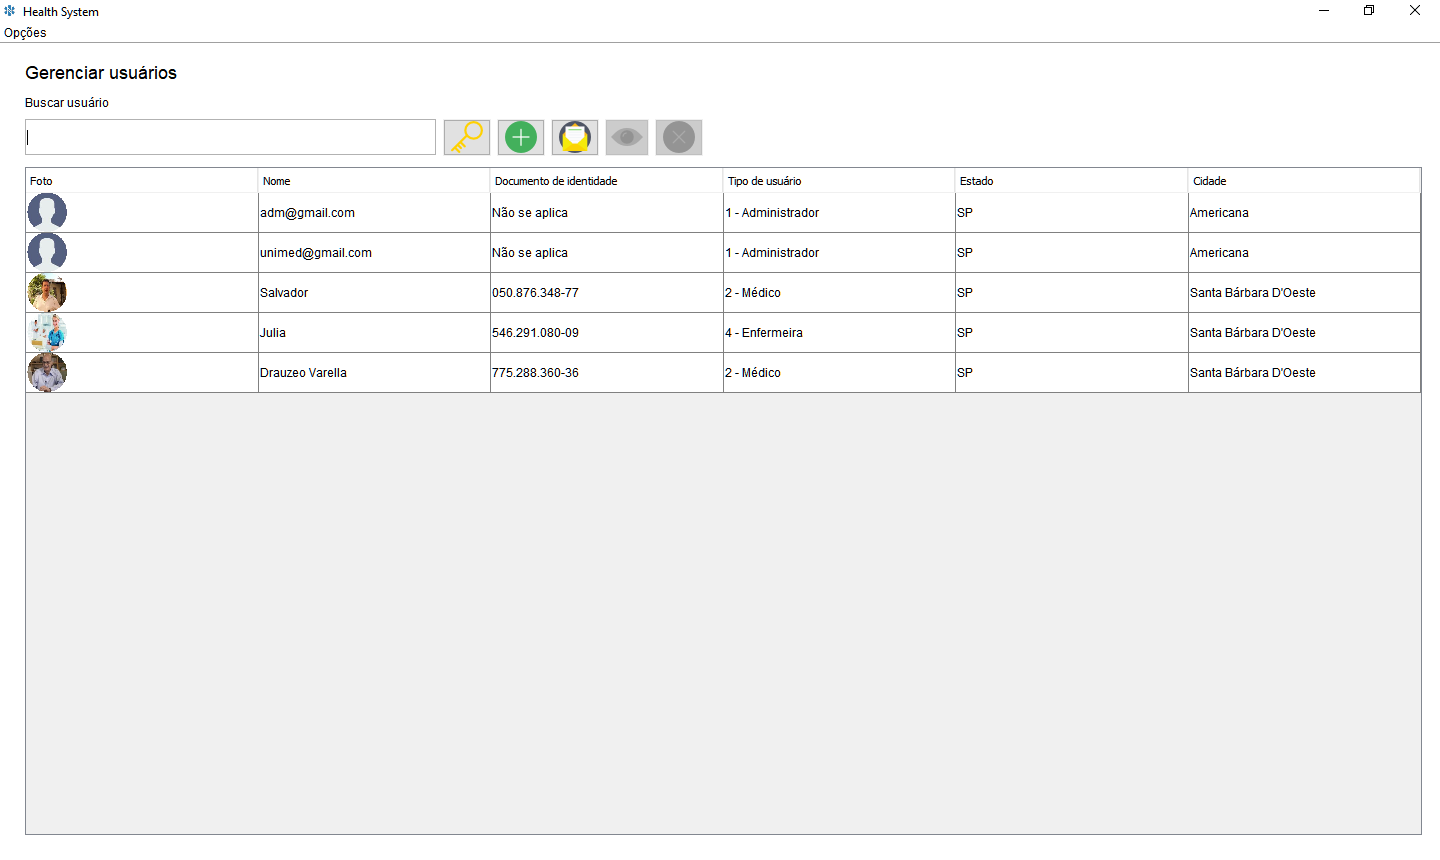 Health System
Opções
Gerenciar usuários
Buscar usuário
Foto Nome Documento de identidade Tipo de usuário Estado Cidade
adm@gmail.com Não se aplica 1 - Administrador SP Americana
unimed@gmail.com Não se aplica 1 - Administrador SP Americana
Salvador 050.876.348-77 2 - Médico SP Santa Bárbara D'Oeste
Julia 546.291.080-09 4 - Enfermeira SP Santa Bárbara D'Oeste
Drauzeo Varella 775.288.360-36 2 - Médico SP Santa Bárbara D'Oeste